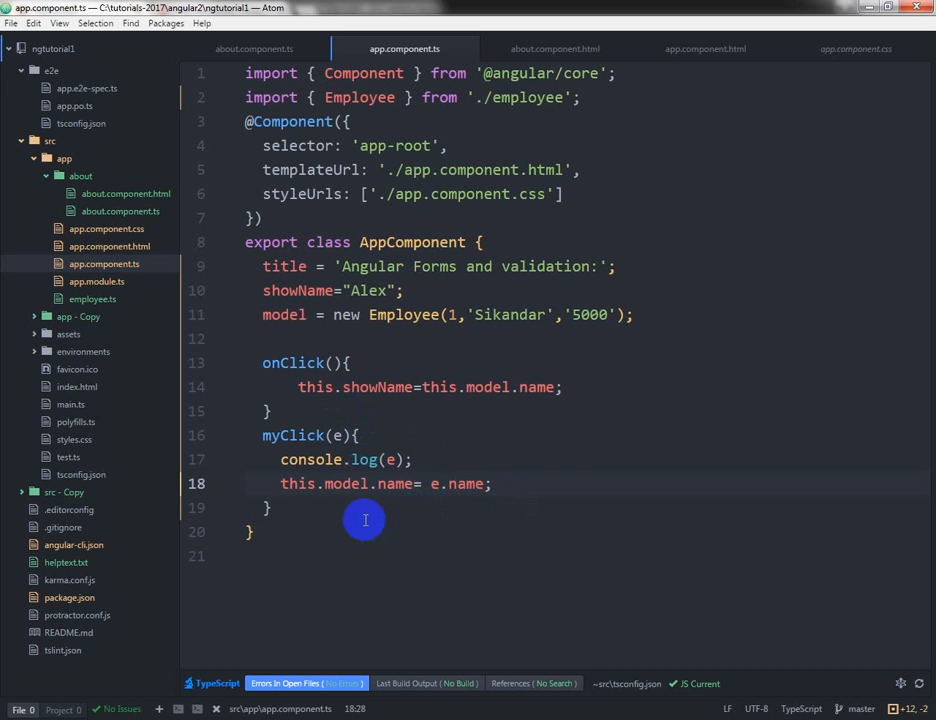 app.component.ts — C:\tutorials-2017\angular2\ngtutorial1 — Atom
File Edit View Selection Find Packages Help
ngtutorial1
e2e
app.e2e-spec.ts
app.po.ts
tsconfig.json
src
app
about
about.component.html
about.component.ts
app.component.css
app.component.html
app.component.ts
app.module.ts
employee.ts
app - Copy
assets
environments
favicon.ico
index.html
main.ts
polyfills.ts
styles.css
test.ts
tsconfig.json
src - Copy
.editorconfig
.gitignore
angular-cli.json
helptext.txt
karma.conf.js
package.json
protractor.conf.js
README.md
tslint.json
about.component.ts app.component.ts about.component.html app.component.html app.component.css
1 import { Component } from '@angular/core';
2 import { Employee } from './employee';
3 @Component({
4 selector: 'app-root',
5 templateUrl: './app.component.html',
6 styleUrls: ['./app.component.css']
7 })
8 export class AppComponent {
9 title = 'Angular Forms and validation:';
10 showName="Alex";
11 model = new Employee(1,'Sikandar','5000');
12
13 onClick(){
14 this.showName=this.model.name;
15 }
16 myClick(e){
17 console.log(e);
18 this.model.name= e.name;
19 }
20 }
21
TypeScript Errors In Open Files ( No Errors ) Last Build Output ( No Build ) References ( No Search ) ~src\tsconfig.json JS Current
File 0 Project 0 No Issues src\app\app.component.ts 18:28 LF UTF-8 TypeScript master +12, -2